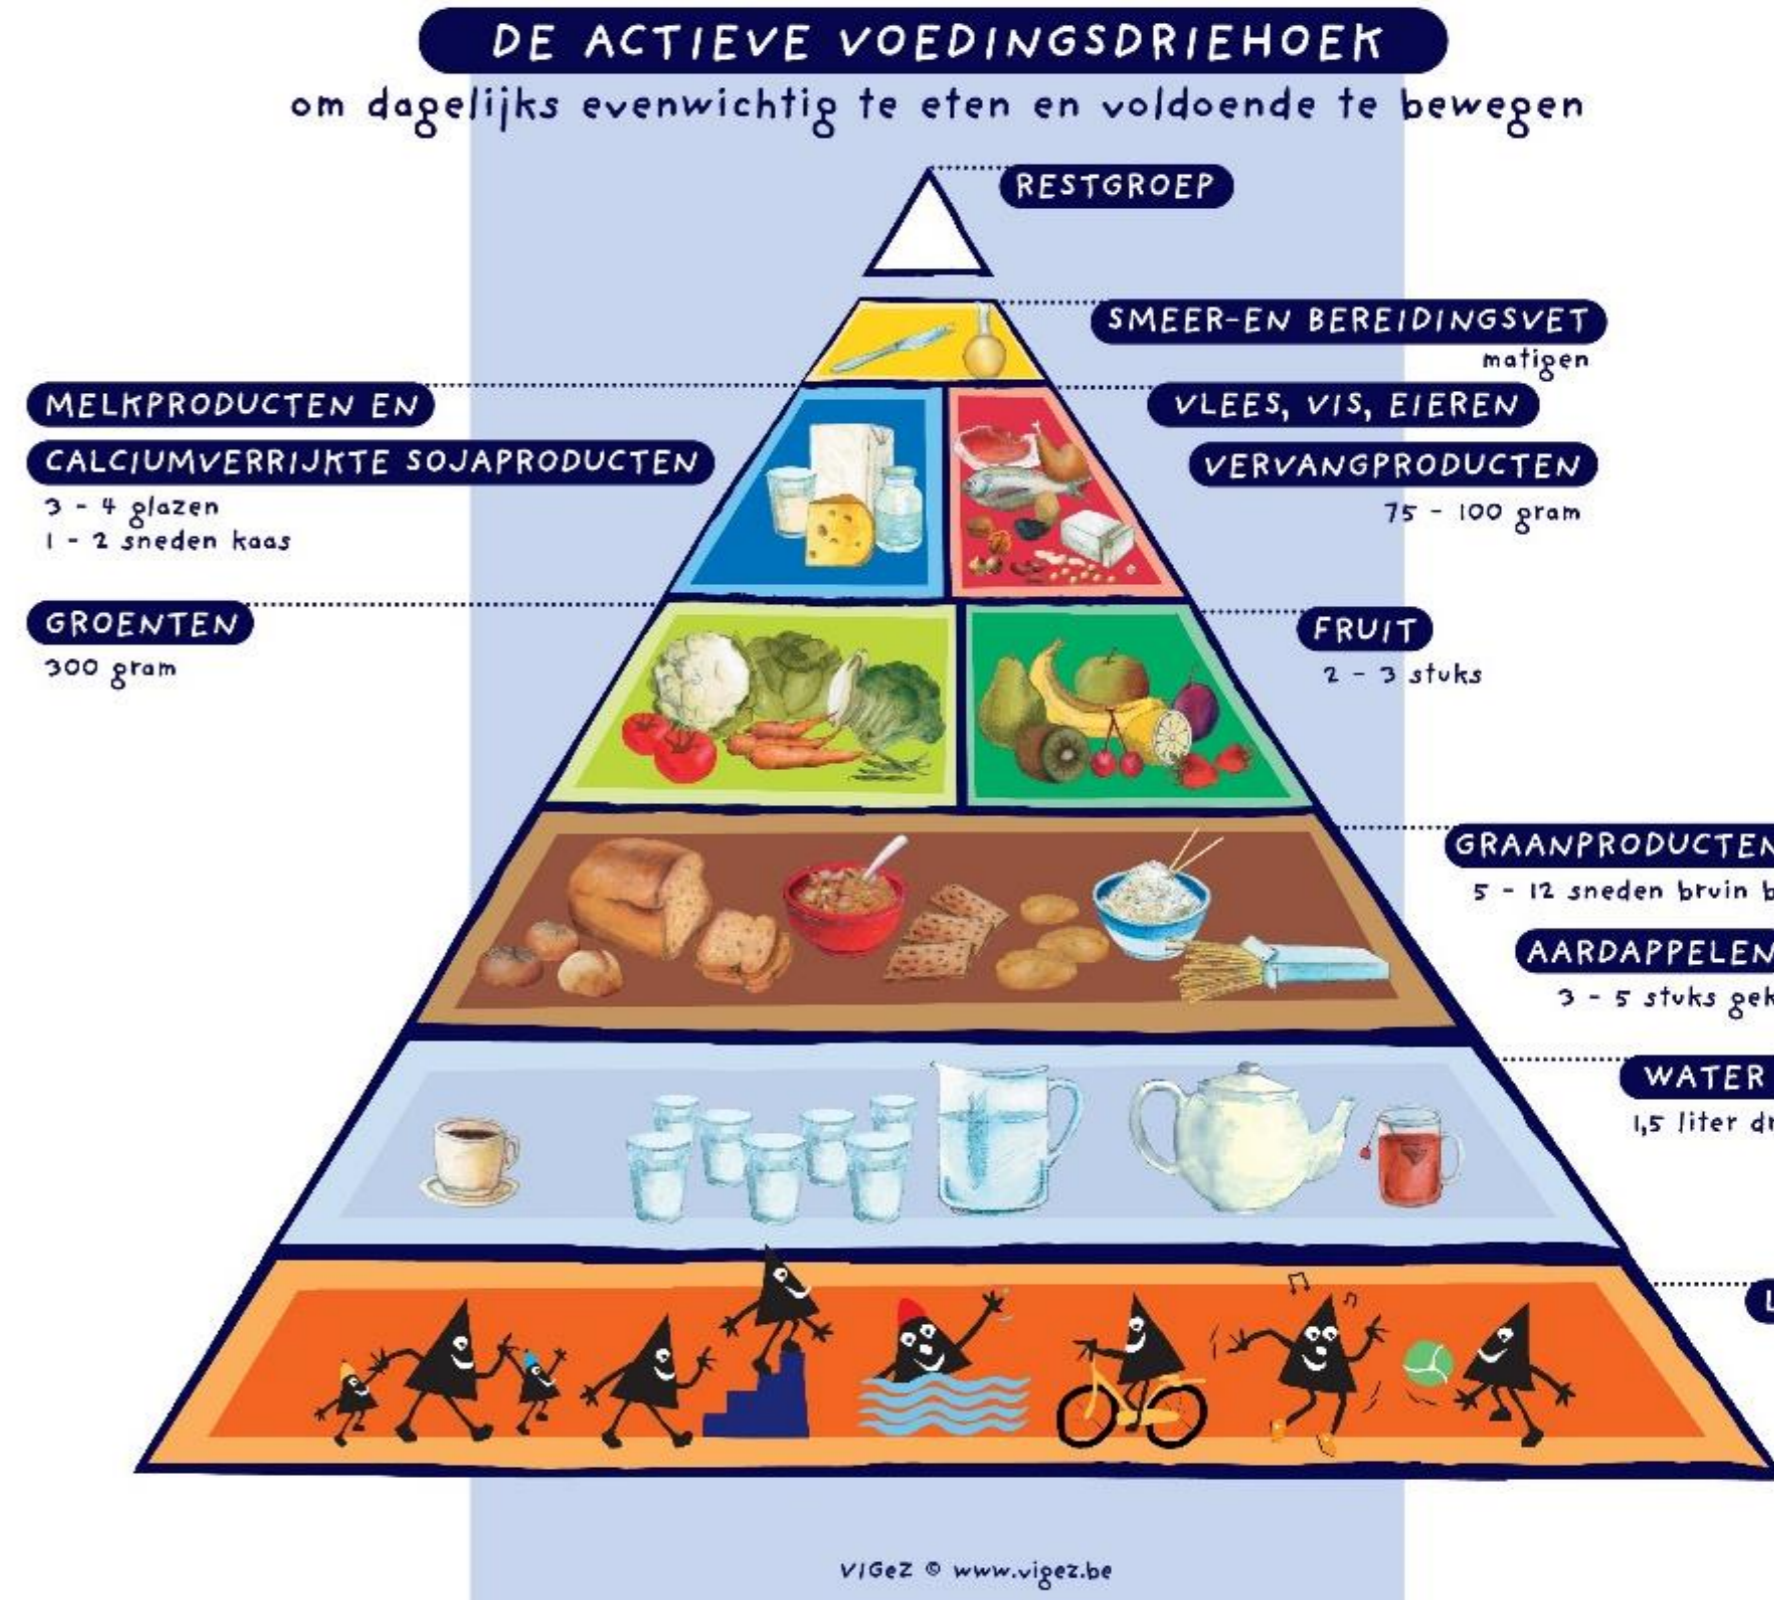 DE ACTIEVE VOEDINGSDRIEHOEK
om dagelijks evenwichtig te eten en voldoende te bewegen
RESTGROEP
SMEER-EN BEREIDINGSVET
matigen
MELKPRODUCTEN EN
CALCIUMVERRIJKTE SOJAPRODUCTEN
3 - 4 glazen
1 - 2 sneden kaas
VLEES, VIS, EIEREN
VERVANGPRODUCTEN
75 - 100 gram
GROENTEN
300 gram
FRUIT
2 - 3 stuks
GRAANPRODUCTEN
5 - 12 sneden bruin
AARDAPPELEN
3 - 5 stuks
WATER
1,5 liter
VIGeZ © www.vigez.be